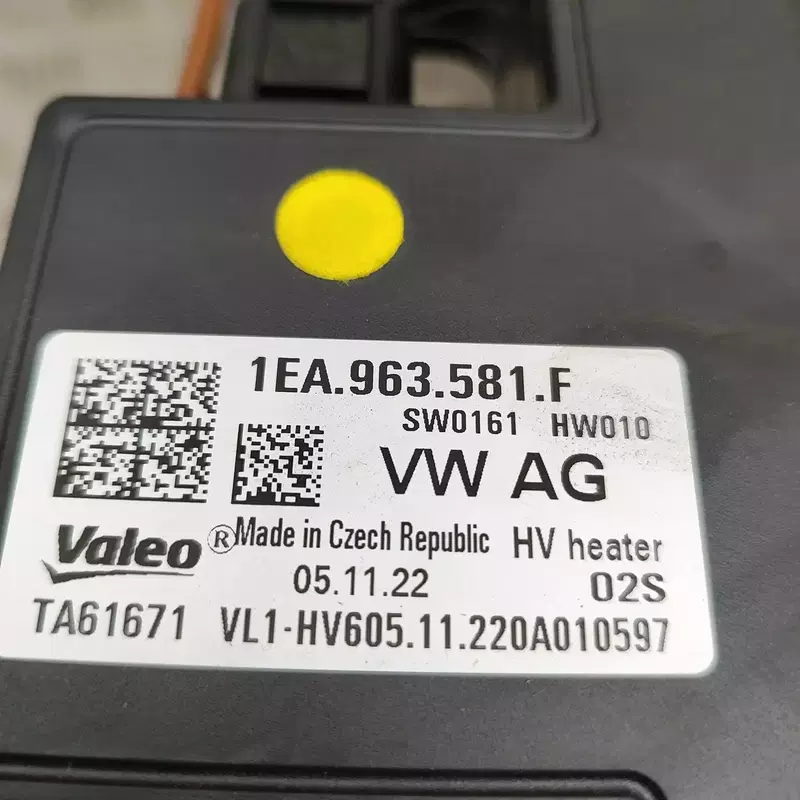 1EA.963.581.F
SW0161 HW010
VW AG
Valeo ® Made in Czech Republic HV heater
05.11.22 02S
TA61671 VL1-HV605.11.220A010597